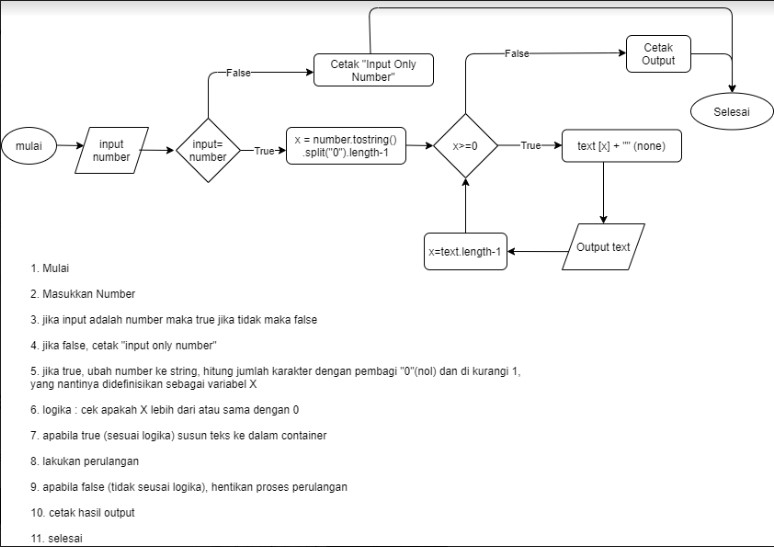 mulai
input
number
input=
number
False
Cetak "Input Only
Number"
True
x = number.tostring()
.split("0").length-1
x>=0
False
Cetak
Output
Selesai
True
text [x] + "" (none)
Output text
x=text.length-1
1. Mulai
2. Masukkan Number
3. jika input adalah number maka true jika tidak maka false
4. jika false, cetak "input only number"
5. jika true, ubah number ke string, hitung jumlah karakter dengan pembagi "0"(nol) dan di kurangi 1,
yang nantinya didefinisikan sebagai variabel X
6. logika : cek apakah X lebih dari atau sama dengan 0
7. apabila true (sesuai logika) susun teks ke dalam container
8. lakukan perulangan
9. apabila false (tidak seusai logika), hentikan proses perulangan
10. cetak hasil output
11. selesai